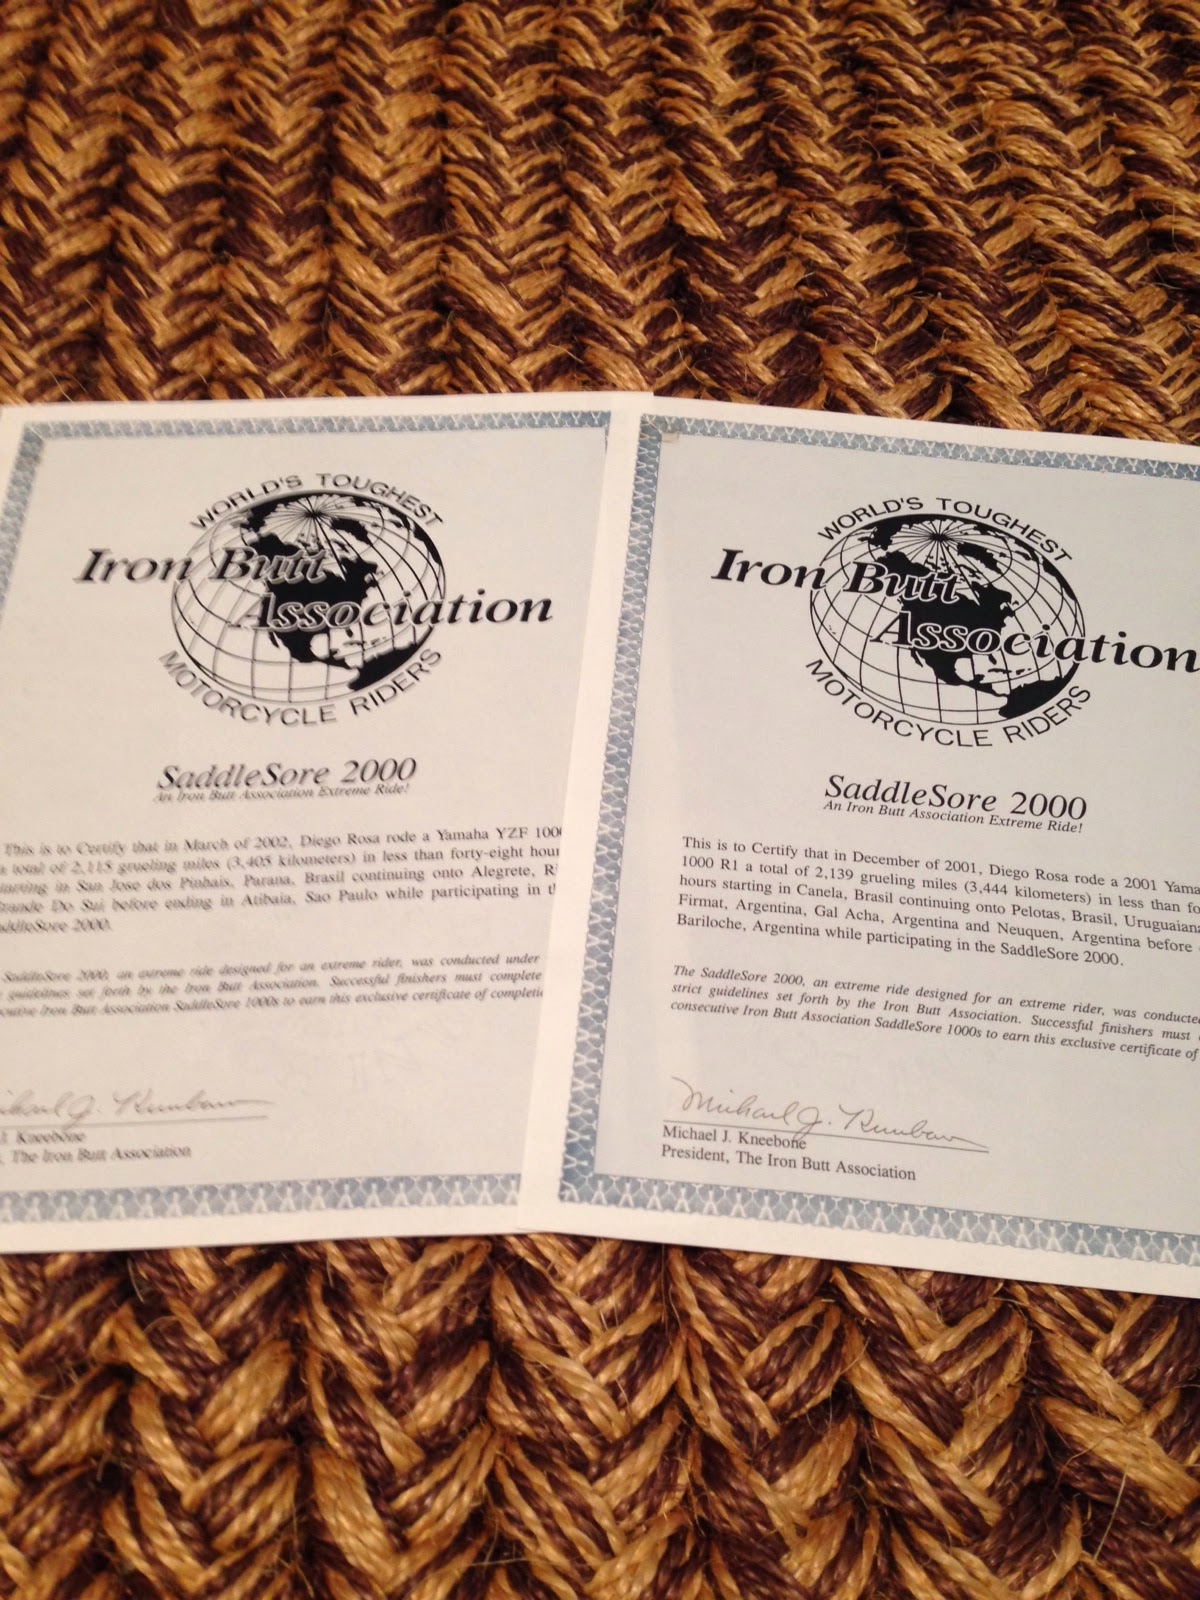 WORLD'S TOUGHEST
Iron Butt
Association
MOTORCYCLE RIDERS
SaddleSore 2000
An Iron Butt Association Extreme Ride!
This is to Certify that in March of 2002, Diego Rosa rode a Yamaha YZF
total of 2,115 grueling miles (3,405 kilometers) in less than forty-eight
in San Jose dos Pinhais, Parana, Brasil continuing onto Alegrete,
Grande Do Sul before ending in Atibaia, Sao Paulo while participating in
2000.
SaddleSore 2000, an extreme ride designed for an extreme rider, was conducted under
guidelines set forth by the Iron Butt Association. Successful finishers must complete
Iron Butt Association SaddleSore 1000s to earn this exclusive certificate of
J. Kneebone
The Iron Butt Association
WORLD'S TOUGHEST
Iron Butt
Association
MOTORCYCLE RIDERS
SaddleSore 2000
An Iron Butt Association Extreme Ride!
This is to Certify that in December of 2001, Diego Rosa rode a 2001
1000 R1 a total of 2,139 grueling miles (3,444 kilometers) in less than
hours starting in Canela, Brasil continuing onto Pelotas, Brasil, Uruguaiana
Firmat, Argentina, Gal Acha, Argentina and Neuquen, Argentina before
Bariloche, Argentina while participating in the SaddleSore 2000.
The SaddleSore 2000, an extreme ride designed for an extreme rider, was conducted
strict guidelines set forth by the Iron Butt Association. Successful finishers must
consecutive Iron Butt Association SaddleSore 1000s to earn this exclusive certificate of
Michael J. Kneebone
President, The Iron Butt Association